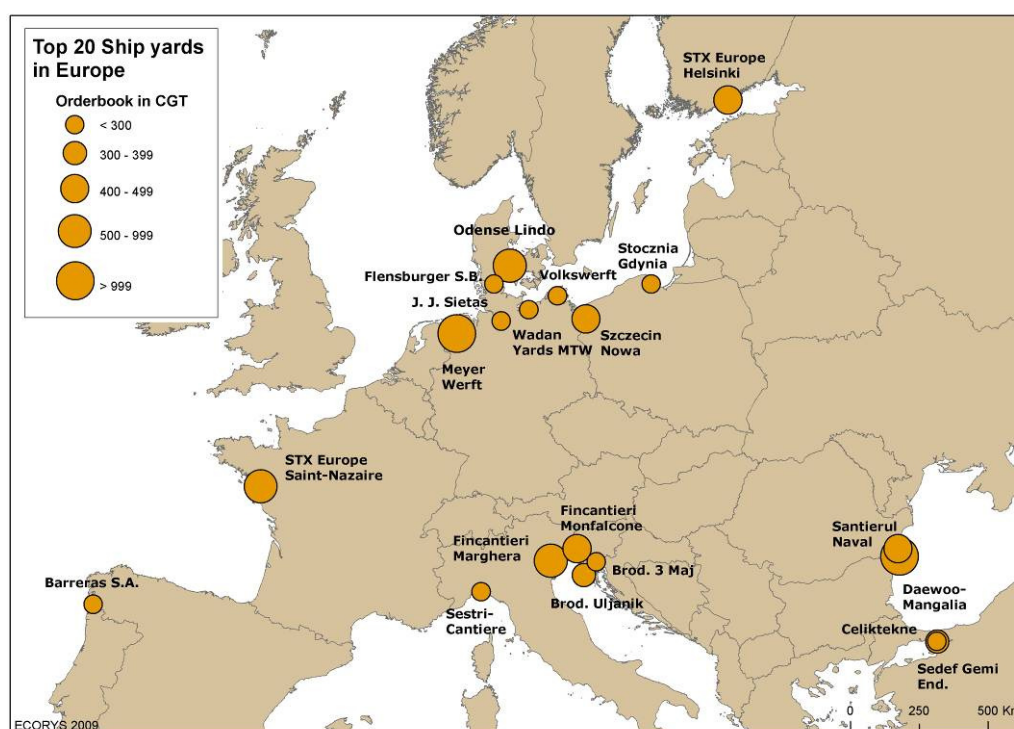 Top 20 Ship yards
in Europe
Orderbook in CGT
< 300
300 - 399
400 - 499
500 - 999
> 999
STX Europe
Helsinki
Odense Lindo
Stocznia
Gdynia
Flensburger S.B.
Volkswerft
J. J. Sietas
Wadan
Yards MTW
Szczecin
Nowa
Meyer
Werft
STX Europe
Saint-Nazaire
Fincantieri
Monfalcone
Santierul
Naval
Fincantieri
Marghera
Barreras S.A.
Brod. 3 Maj
Daewoo-
Mangalia
Brod. Uljanik
Sestri-
Cantiere
Celiktekne
Sedef Gemi
End.
0 250 500 Km
ECORYS 2009